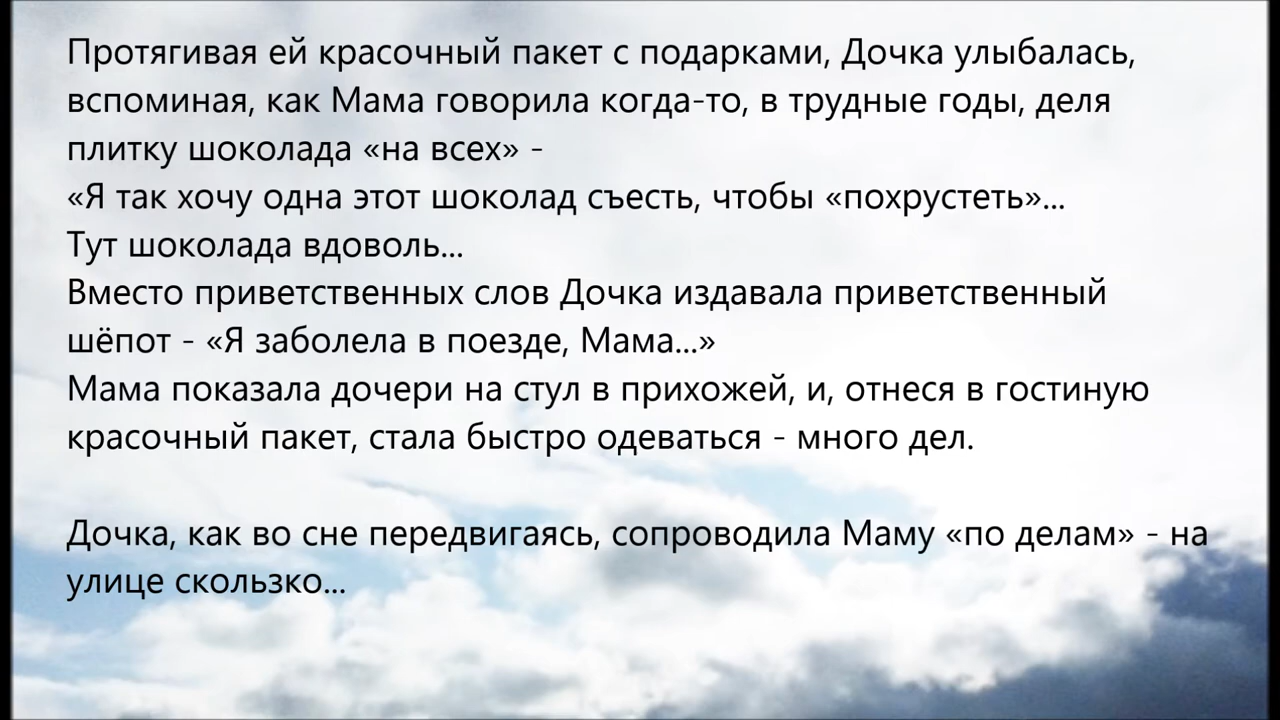 Протягивая ей красочный пакет с подарками, Дочка улыбалась,
вспоминая, как Мама говорила когда-то, в трудные годы, деля
плитку шоколада «на всех» -
«Я так хочу одна этот шоколад съесть, чтобы «похрустеть»...
Тут шоколада вдоволь...
Вместо приветственных слов Дочка издавала приветственный
шёпот - «Я заболела в поезде, Мама...»
Мама показала дочери на стул в прихожей, и, отнеся в гостиную
красочный пакет, стала быстро одеваться - много дел.
Дочка, как во сне передвигаясь, сопроводила Маму «по делам» - на
улице скользко...